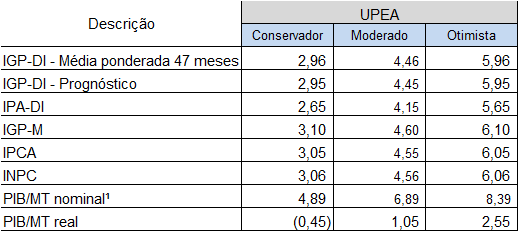 Descrição UPEA
Conservador Moderado Otimista
IGP-DI - Média ponderada 47 meses 2,96 4,46 5,96
IGP-DI - Prognóstico 2,95 4,45 5,95
IPA-DI 2,65 4,15 5,65
IGP-M 3,10 4,60 6,10
IPCA 3,05 4,55 6,05
INPC 3,06 4,56 6,06
PIB/MT nominal¹ 4,89 6,89 8,39
PIB/MT real (0,45) 1,05 2,55